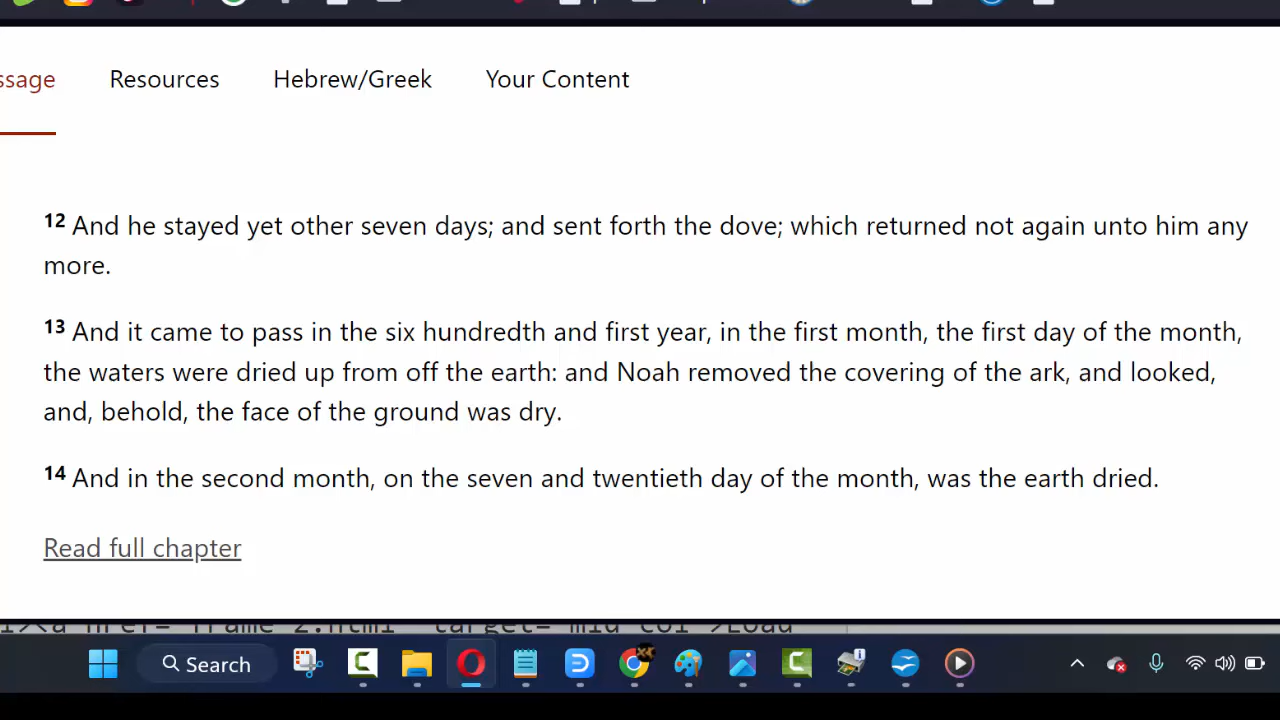 ssage Resources Hebrew/Greek Your Content
12 And he stayed yet other seven days; and sent forth the dove; which returned not again unto him any
more.
13 And it came to pass in the six hundredth and first year, in the first month, the first day of the month,
the waters were dried up from off the earth: and Noah removed the covering of the ark, and looked,
and, behold, the face of the ground was dry.
14 And in the second month, on the seven and twentieth day of the month, was the earth dried.
Read full chapter
Search